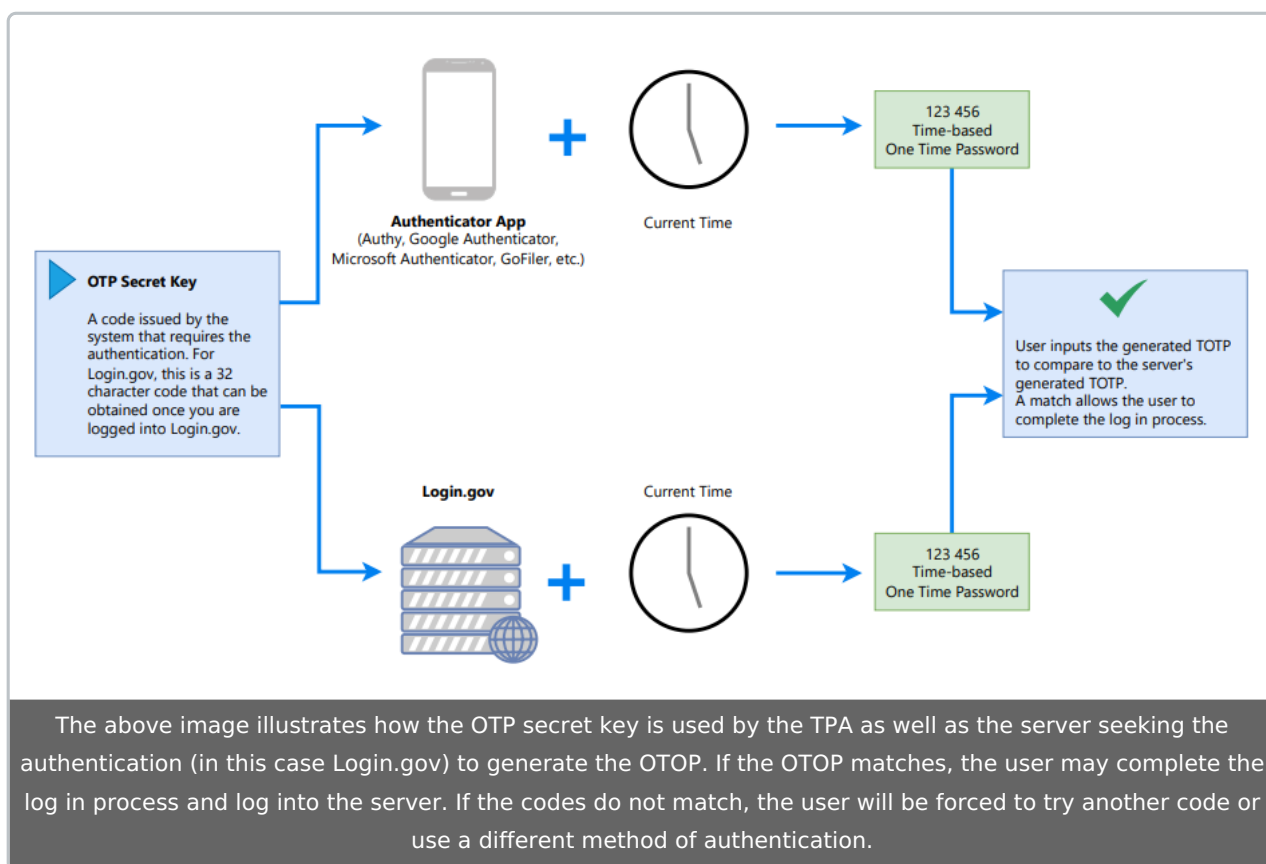 OTP Secret Key
A code issued by the
system that requires the
authentication. For
Login.gov, this is a 32
character code that can be
obtained once you are
logged into Login.gov.
Authenticator App
(Authy, Google Authenticator,
Microsoft Authenticator, GoFiler, etc.)
Current Time
123 456
Time-based
One Time Password
Login.gov
Current Time
123 456
Time-based
One Time Password
User inputs the generated TOTP
to compare to the server's
generated TOTP.
A match allows the user to
complete the log in process.
The above image illustrates how the OTP secret key is used by the TPA as well as the server seeking the
authentication (in this case Login.gov) to generate the OTOP. If the OTOP matches, the user may complete the
log in process and log into the server. If the codes do not match, the user will be forced to try another code or
use a different method of authentication.